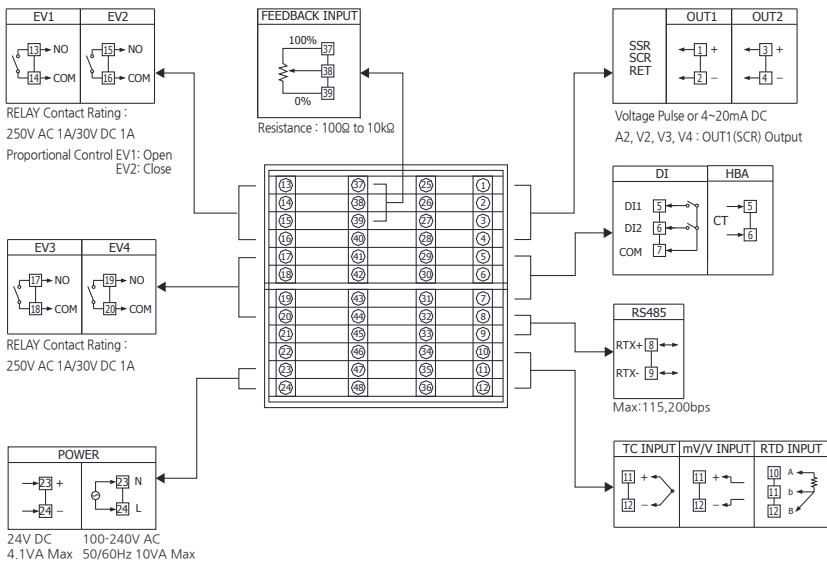 EV1 EV2
13 NO 15 NO
14 COM 16 COM
RELAY Contact Rating :
250V AC 1A/30V DC 1A
Proportional Control EV1: Open
EV2: Close
FEEDBACK INPUT
100%
37
38
39
0%
Resistance : 100Ω to 10kΩ
OUT1 OUT2
SSR
SCR
RET
1 + 3 +
2 − 4 −
Voltage Pulse or 4~20mA DC
A2, V2, V3, V4 : OUT1(SCR) Output
13 37 25 1
14 38 26 2
15 39 27 3
16 40 28 4
17 41 29 5
18 42 30 6
19 43 31 7
20 44 32 8
21 45 33 9
22 46 34 10
23 47 35 11
24 48 36 12
DI HBA
DI1 5
DI2 6
COM 7
CT 5
6
EV3 EV4
17 NO 19 NO
18 COM 20 COM
RELAY Contact Rating :
250V AC 1A/30V DC 1A
RS485
RTX+ 8
RTX- 9
Max:115,200bps
POWER
23 + 23 N
24 − 24 L
24V DC 100-240V AC
4.1VA Max 50/60Hz 10VA Max
TC INPUT mV/V INPUT RTD INPUT
11 + 11 + 10 A
12 − 12 − 11 b
12 B